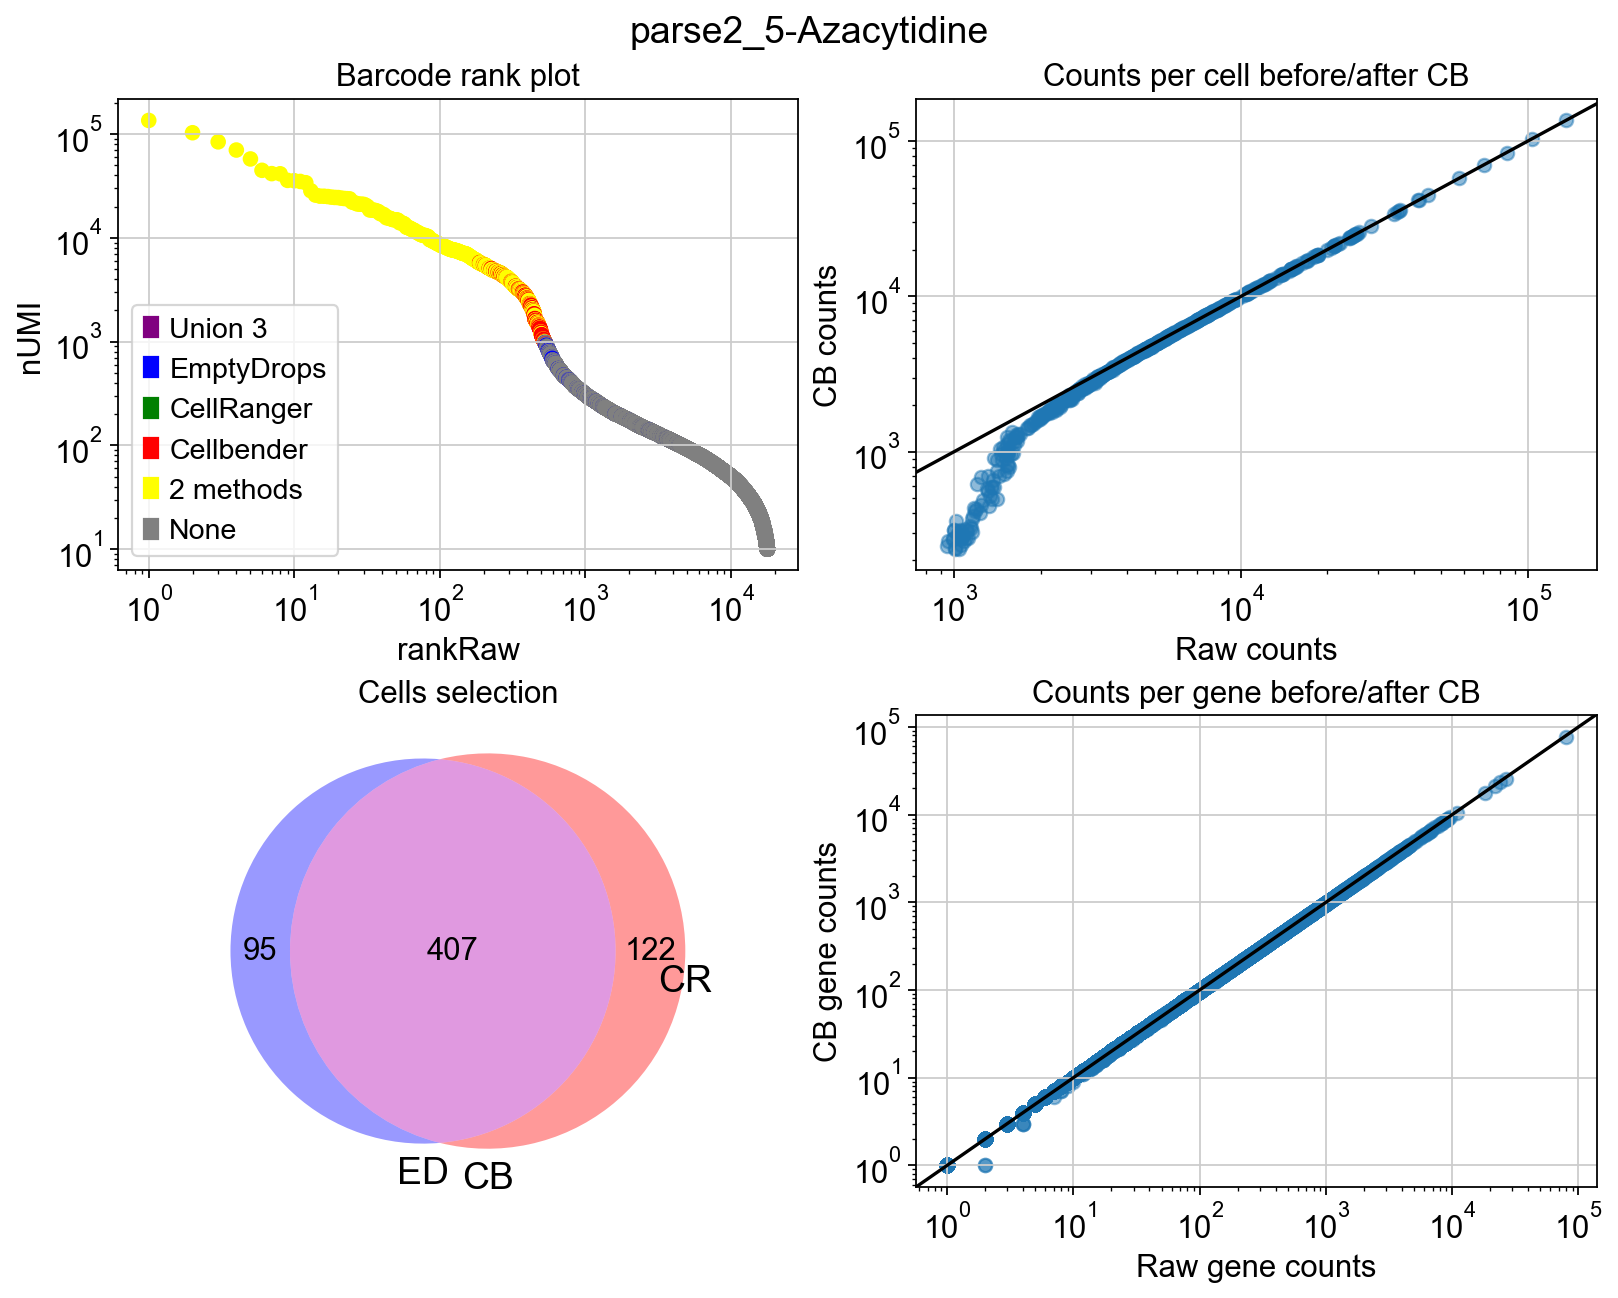 parse2_5-Azacytidine
Barcode rank plot
10^5
10^4
10^3
10^2
10^1
nUMI
Union 3
EmptyDrops
CellRanger
Cellbender
2 methods
None
10^0 10^1 10^2 10^3 10^4
rankRaw
Counts per cell before/after CB
10^5
10^4
10^3
CB counts
10^3 10^4 10^5
Raw counts
Cells selection
95 407 122
CR
ED CB
Counts per gene before/after CB
10^5
10^4
10^3
10^2
10^1
10^0
CB gene counts
10^0 10^1 10^2 10^3 10^4 10^5
Raw gene counts